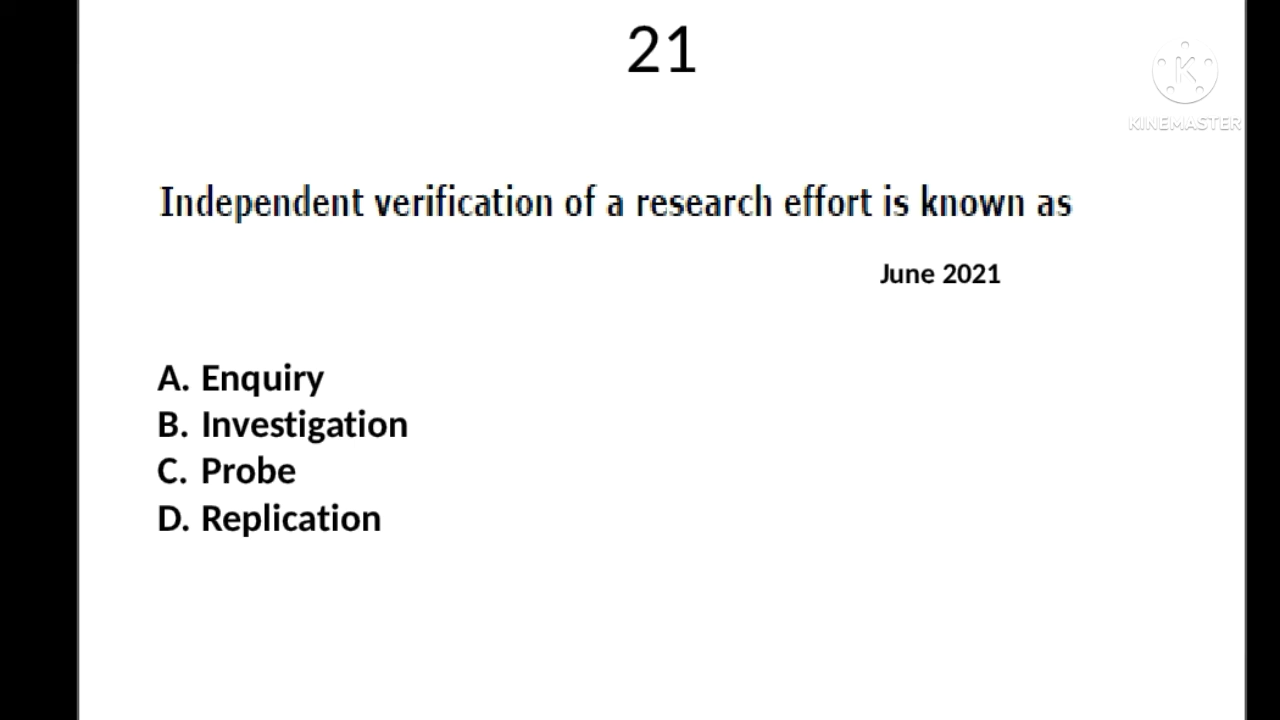 21
KINEMASTER
Independent verification of a research effort is known as
June 2021
A. Enquiry
B. Investigation
C. Probe
D. Replication